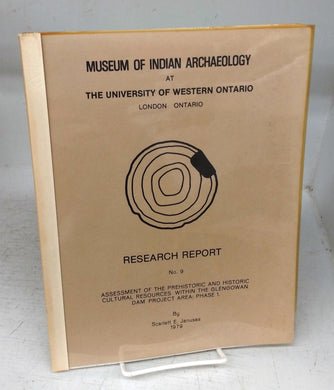 MUSEUM OF INDIAN ARCHAEOLOGY
AT
THE UNIVERSITY OF WESTERN ONTARIO
LONDON ONTARIO
RESEARCH REPORT
No. 9
ASSESSMENT OF THE PREHISTORIC AND HISTORIC
CULTURAL RESOURCES WITHIN THE GLENGOWAN
DAM PROJECT AREA: PHASE 1.
By
Scarlett E. Janusas
1979